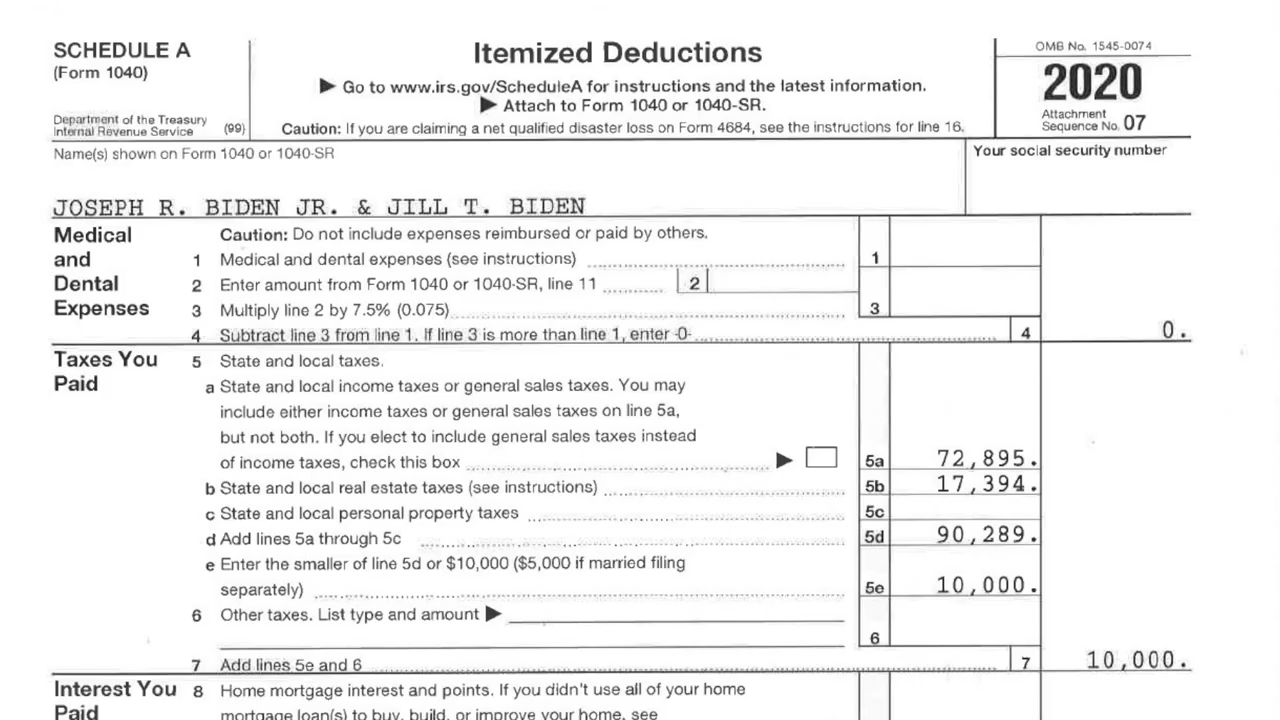 SCHEDULE A
(Form 1040)
Department of the Treasury
Internal Revenue Service (99)
Itemized Deductions
▶ Go to www.irs.gov/ScheduleA for instructions and the latest information.
▶ Attach to Form 1040 or 1040-SR.
Caution: If you are claiming a net qualified disaster loss on Form 4684, see the instructions for line 16.
OMB No. 1545-0074
2020
Attachment
Sequence No. 07
Name(s) shown on Form 1040 or 1040-SR
Your social security number
JOSEPH R. BIDEN JR. & JILL T. BIDEN
Medical and Dental Expenses
Caution: Do not include expenses reimbursed or paid by others.
1 Medical and dental expenses (see instructions) 1
2 Enter amount from Form 1040 or 1040-SR, line 11 2
3 Multiply line 2 by 7.5% (0.075) 3
4 Subtract line 3 from line 1. If line 3 is more than line 1, enter -0- 4 0.
Taxes You Paid
5 State and local taxes.
a State and local income taxes or general sales taxes. You may
include either income taxes or general sales taxes on line 5a,
but not both. If you elect to include general sales taxes instead
of income taxes, check this box ▶ 5a 72,895.
b State and local real estate taxes (see instructions) 5b 17,394.
c State and local personal property taxes 5c
d Add lines 5a through 5c 5d 90,289.
e Enter the smaller of line 5d or $10,000 ($5,000 if married filing
separately) 5e 10,000.
6 Other taxes. List type and amount ▶
6
7 Add lines 5e and 6 7 10,000.
Interest You Paid
8 Home mortgage interest and points. If you didn't use all of your home
mortgage loan(s) to buy, build, or improve your home, see